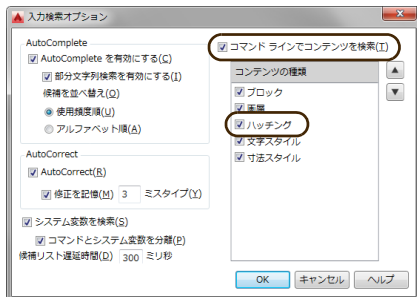 入力検索オプション
AutoComplete
AutoComplete を有効にする(C)
部分文字列検索を有効にする(I)
候補を並べ替え(O)
使用頻度順(U)
アルファベット順(A)
AutoCorrect
AutoCorrect(R)
修正を記憶(M) 3 ミスタイプ(Y)
システム変数を検索(S)
コマンドとシステム変数を分離(P)
候補リスト遅延時間(D) 300 ミリ秒
コマンド ラインでコンテンツを検索(T)
コンテンツの種類
ブロック
画層
ハッチング
文字スタイル
寸法スタイル
OK キャンセル ヘルプ